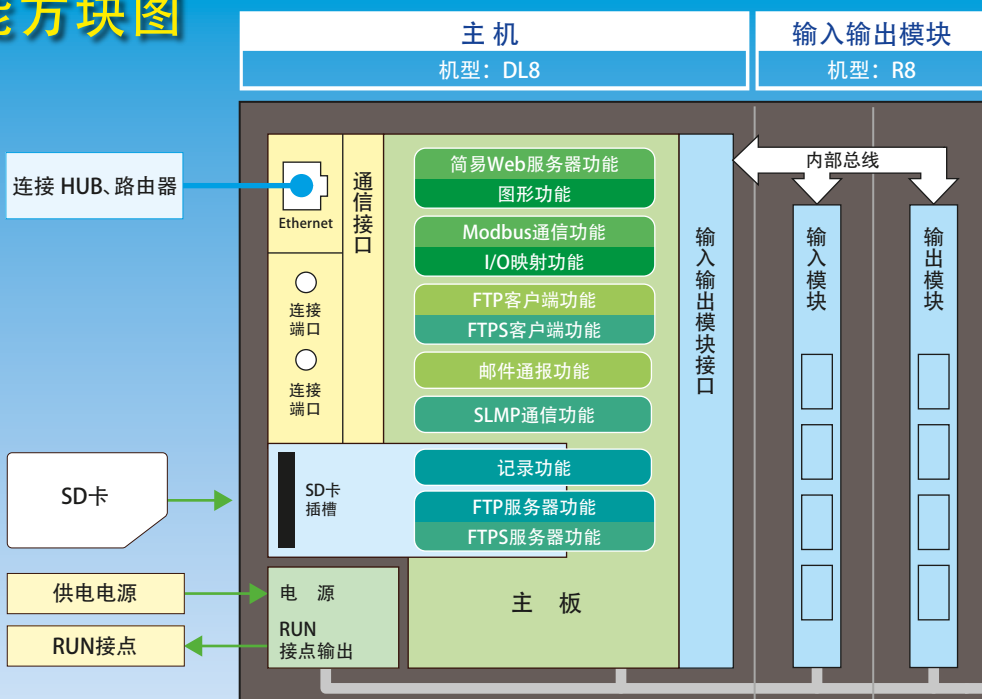 能方块图
主 机
机型：DL8
输入输出模块
机型：R8
连接 HUB、路由器
Ethernet
通信接口
连接
端口
连接
端口
简易Web服务器功能
图形功能
Modbus通信功能
I/O映射功能
FTP客户端功能
FTPS客户端功能
邮件通报功能
SLMP通信功能
记录功能
FTP服务器功能
FTPS服务器功能
主 板
输入输出模块接口
内部总线
输入模块
输出模块
SD卡
SD卡
插槽
供电电源
电 源
RUN接点
RUN
接点输出